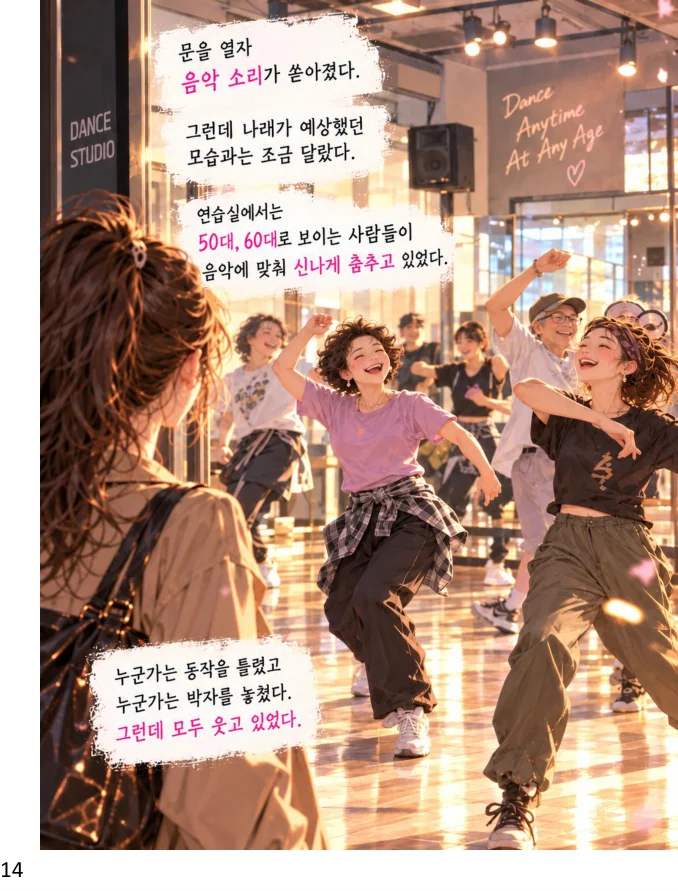 문을 열자
음악 소리가 쏟아졌다.
그런데 나래가 예상했던
모습과는 조금 달랐다.
DANCE
STUDIO
Dance
Anytime
At Any Age
연습실에서는
50대, 60대로 보이는 사람들이
음악에 맞춰 신나게 춤추고 있었다.
누군가는 동작을 틀렸고
누군가는 박자를 놓쳤다.
그런데 모두 웃고 있었다.
14